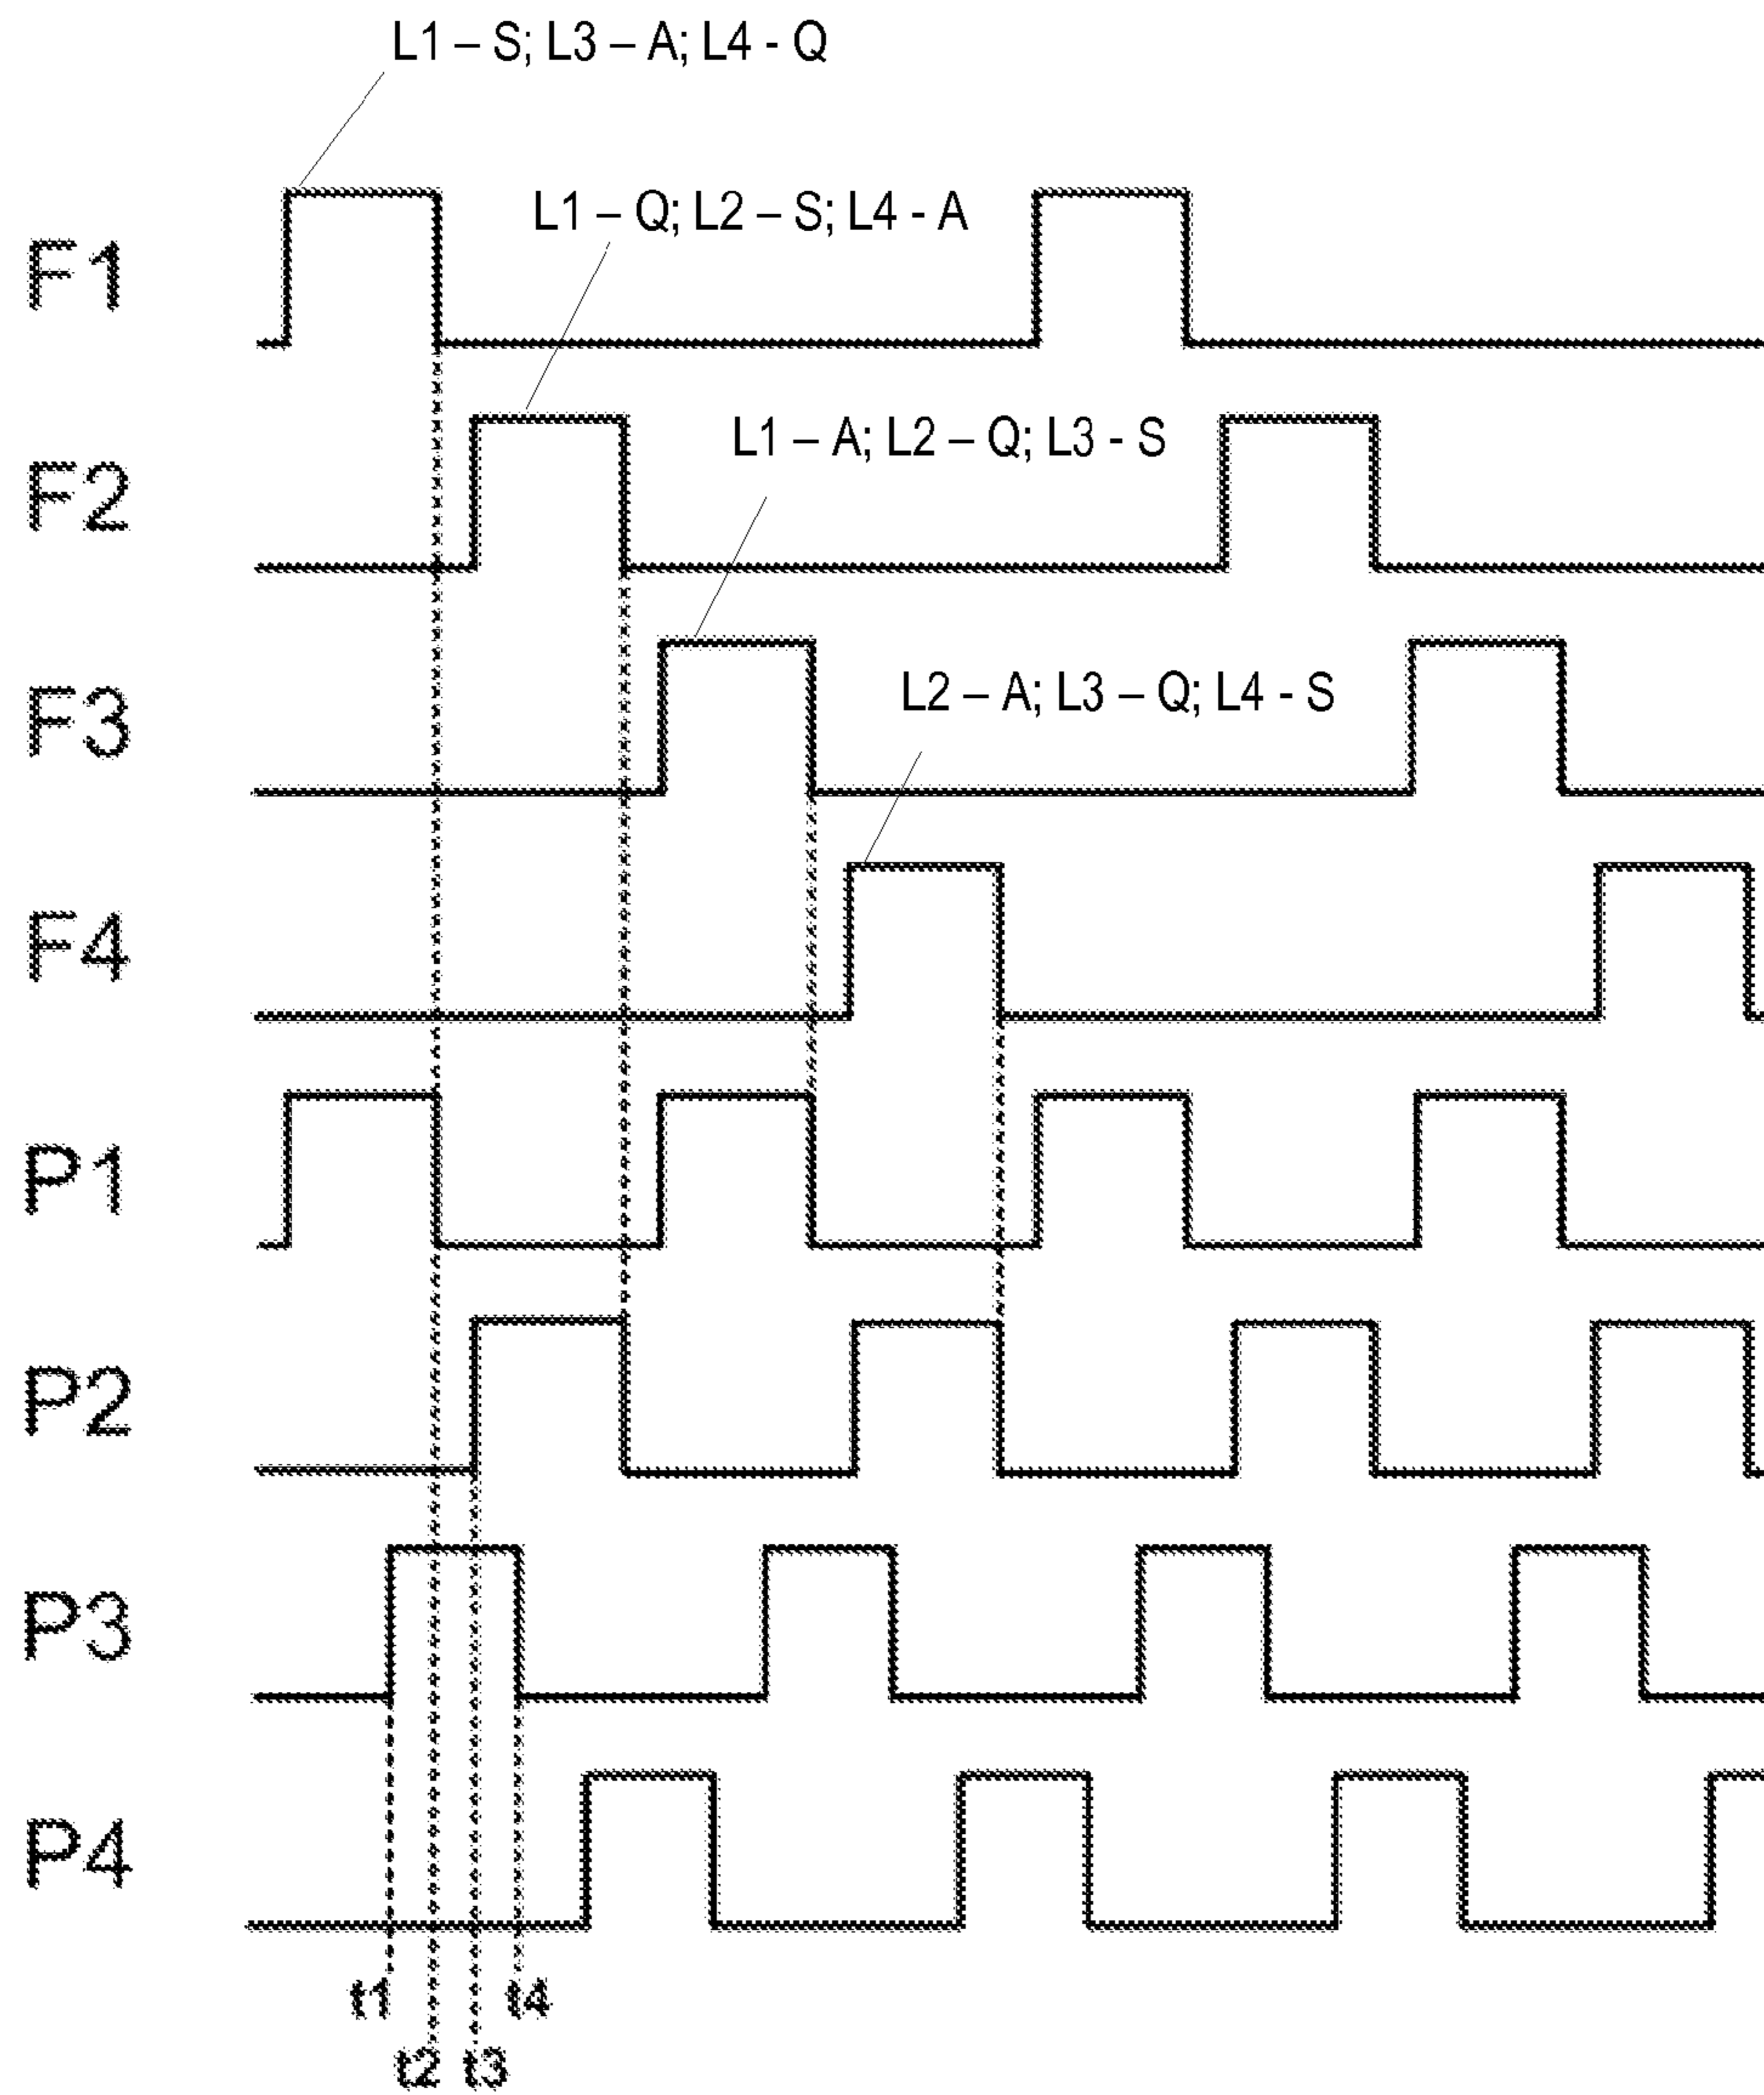 L1 – S; L3 – A; L4 - Q
L1 – Q; L2 – S; L4 - A
F1
L1 – A; L2 – Q; L3 - S
F2
L2 – A; L3 – Q; L4 - S
F3
F4
P1
P2
P3
P4
t1 t4
t2 t3